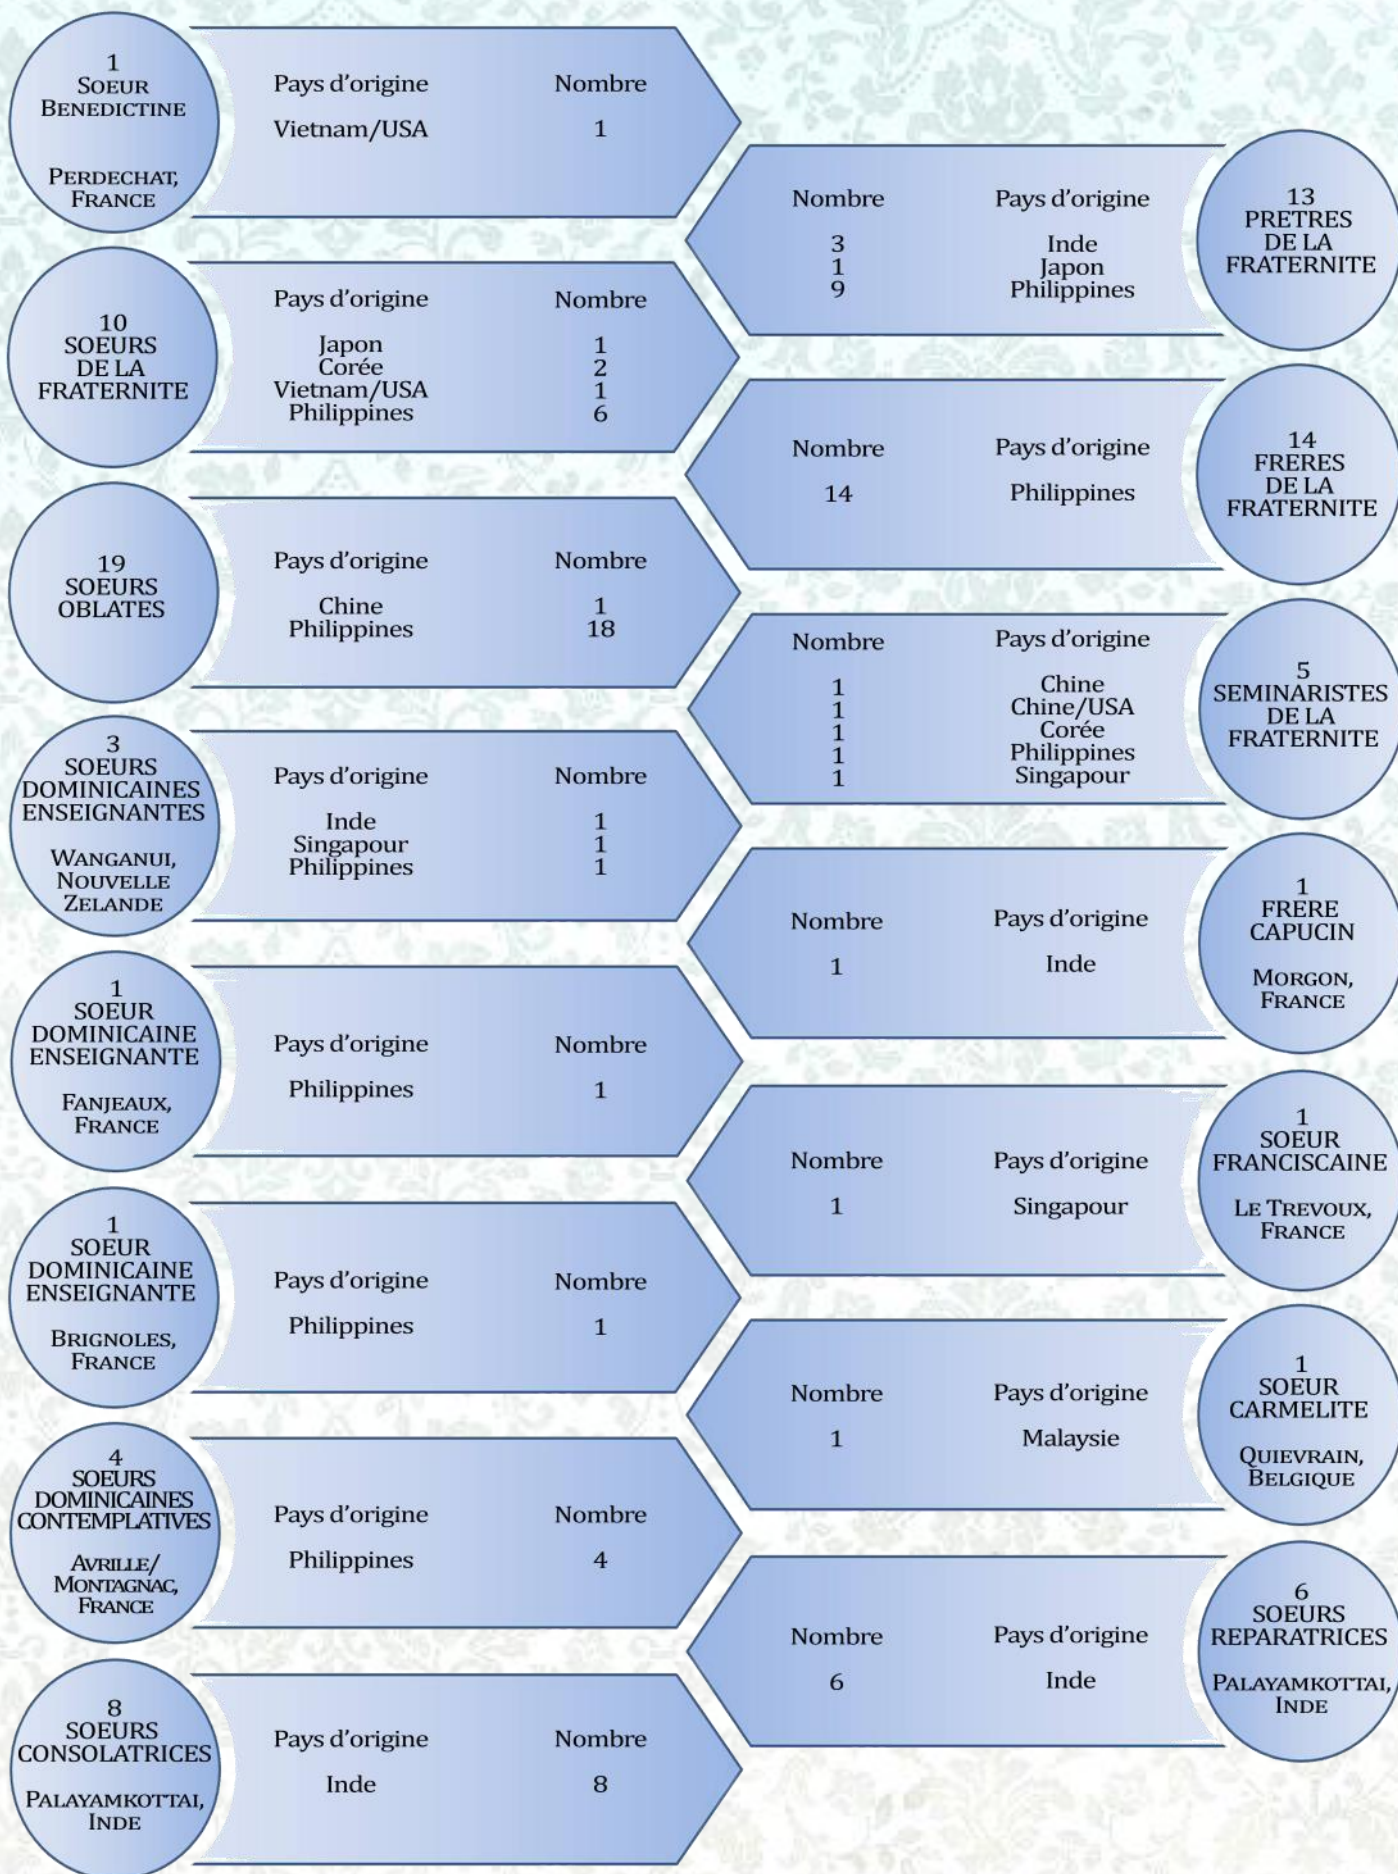 1
SOEUR
BENEDICTINE
PERDECHAT,
FRANCE
Pays d’origine Nombre
Vietnam/USA 1
13
PRETRES
DE LA
FRATERNITE
Nombre Pays d’origine
3 Inde
1 Japon
9 Philippines
10
SOEURS
DE LA
FRATERNITE
Pays d’origine Nombre
Japon 1
Corée 2
Vietnam/USA 1
Philippines 6
14
FRERES
DE LA
FRATERNITE
Nombre Pays d’origine
14 Philippines
19
SOEURS
OBLATES
Pays d’origine Nombre
Chine 1
Philippines 18
5
SEMINARISTES
DE LA
FRATERNITE
Nombre Pays d’origine
1 Chine
1 Chine/USA
1 Corée
1 Philippines
1 Singapour
3
SOEURS
DOMINICAINES
ENSEIGNANTES
WANGANUI,
NOUVELLE
ZELANDE
Pays d’origine Nombre
Inde 1
Singapour 1
Philippines 1
1
FRERE
CAPUCIN
MORGON,
FRANCE
Nombre Pays d’origine
1 Inde
1
SOEUR
DOMINICAINE
ENSEIGNANTE
FANJEAUX,
FRANCE
Pays d’origine Nombre
Philippines 1
1
SOEUR
FRANCISCAINE
LE TREVOUX,
FRANCE
Nombre Pays d’origine
1 Singapour
1
SOEUR
DOMINICAINE
ENSEIGNANTE
BRIGNOLES,
FRANCE
Pays d’origine Nombre
Philippines 1
1
SOEUR
CARMELITE
QUIEVRAIN,
BELGIQUE
Nombre Pays d’origine
1 Malaysie
4
SOEURS
DOMINICAINES
CONTEMPLATIVES
AVRILLE/
MONTAGNAC,
FRANCE
Pays d’origine Nombre
Philippines 4
6
SOEURS
REPARATRICES
PALAYAMKOTTAI,
INDE
Nombre Pays d’origine
6 Inde
8
SOEURS
CONSOLATRICES
PALAYAMKOTTAI,
INDE
Pays d’origine Nombre
Inde 8